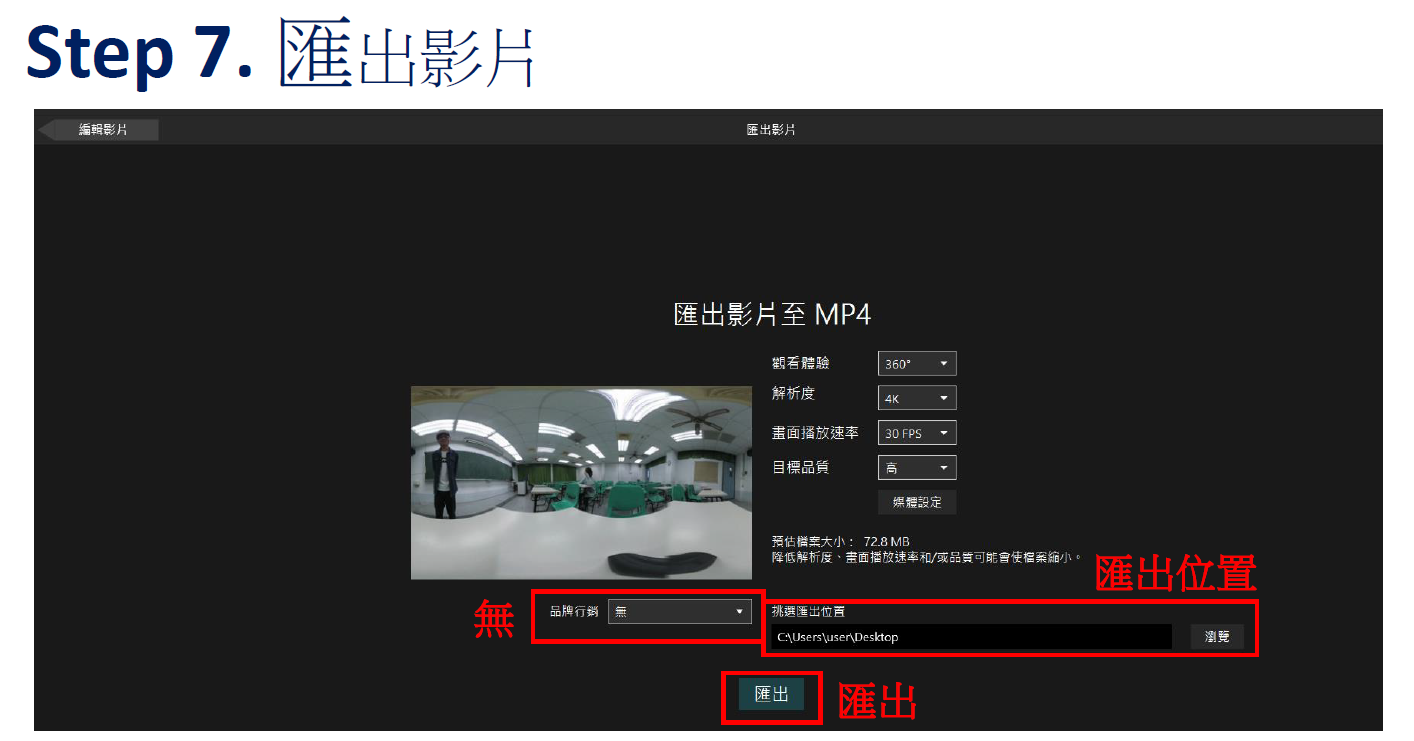 Step 7. 匯出影片
編輯影片
匯出影片
匯出影片至 MP4
觀看體驗 360°
解析度 4K
畫面播放速率 30 FPS
目標品質 高
媒體設定
預估檔案大小： 72.8 MB
降低解析度、畫面播放速率和/或品質可能會使檔案縮小。
匯出位置
無
品牌行銷 無
挑選匯出位置
C:\Users\user\Desktop
瀏覽
匯出
匯出